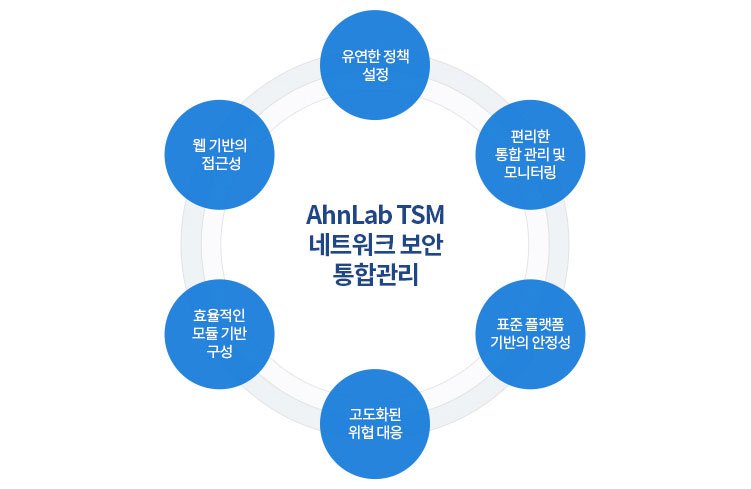 유연한 정책
설정
편리한
통합 관리 및
모니터링
표준 플랫폼
기반의 안정성
고도화된
위협 대응
효율적인
모듈 기반
구성
웹 기반의
접근성
AhnLab TSM
네트워크 보안
통합관리